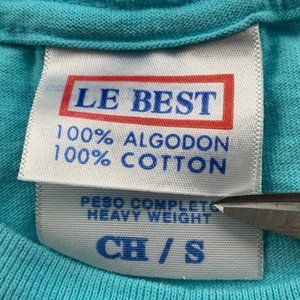 LE BEST
100% ALGODON
100% COTTON
PESO COMPLETO
HEAVY WEIGHT
CH / S